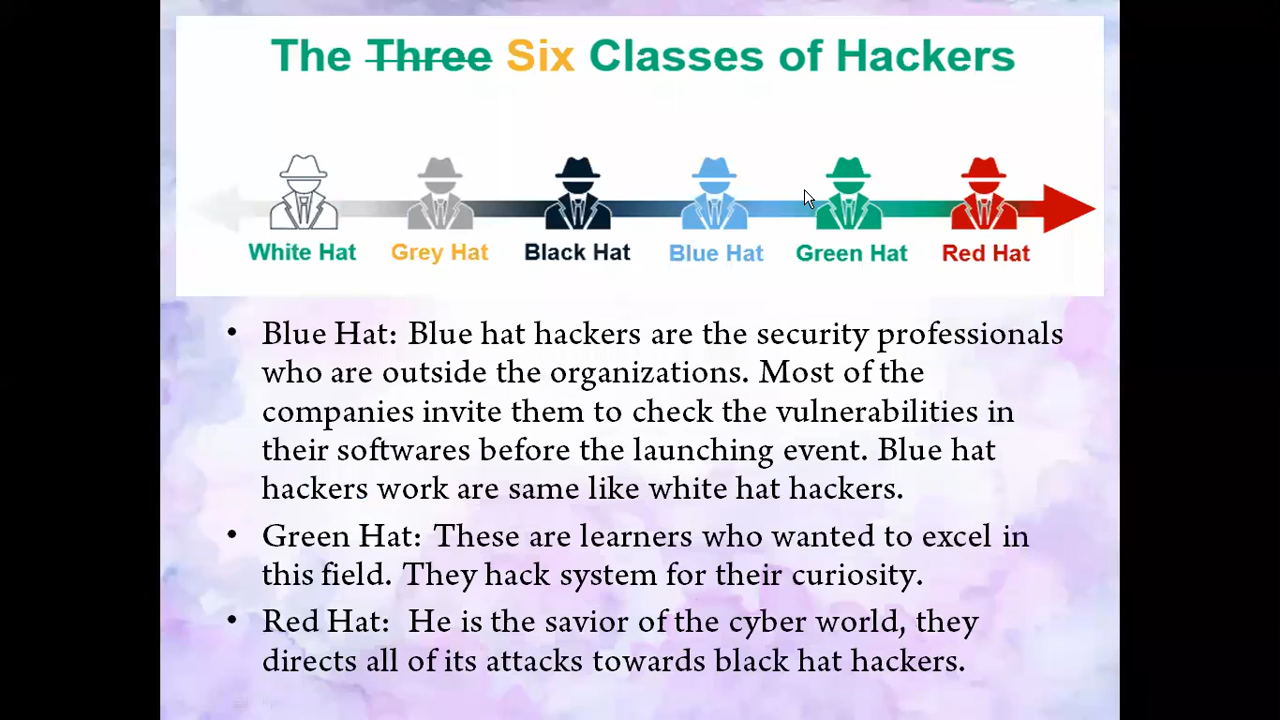 The Three Six Classes of Hackers
White Hat Grey Hat Black Hat Blue Hat Green Hat Red Hat
• Blue Hat: Blue hat hackers are the security professionals
who are outside the organizations. Most of the
companies invite them to check the vulnerabilities in
their softwares before the launching event. Blue hat
hackers work are same like white hat hackers.
• Green Hat: These are learners who wanted to excel in
this field. They hack system for their curiosity.
• Red Hat: He is the savior of the cyber world, they
directs all of its attacks towards black hat hackers.